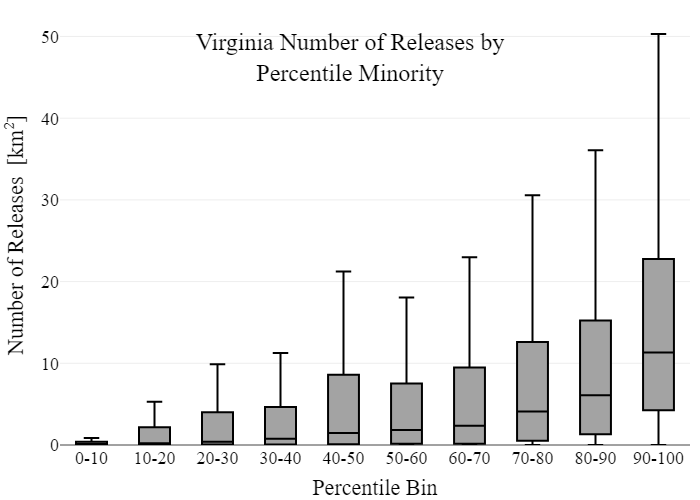 Virginia Number of Releases by
Percentile Minority
Number of Releases [km²]
50
40
30
20
10
0
0-10 10-20 20-30 30-40 40-50 50-60 60-70 70-80 80-90 90-100
Percentile Bin